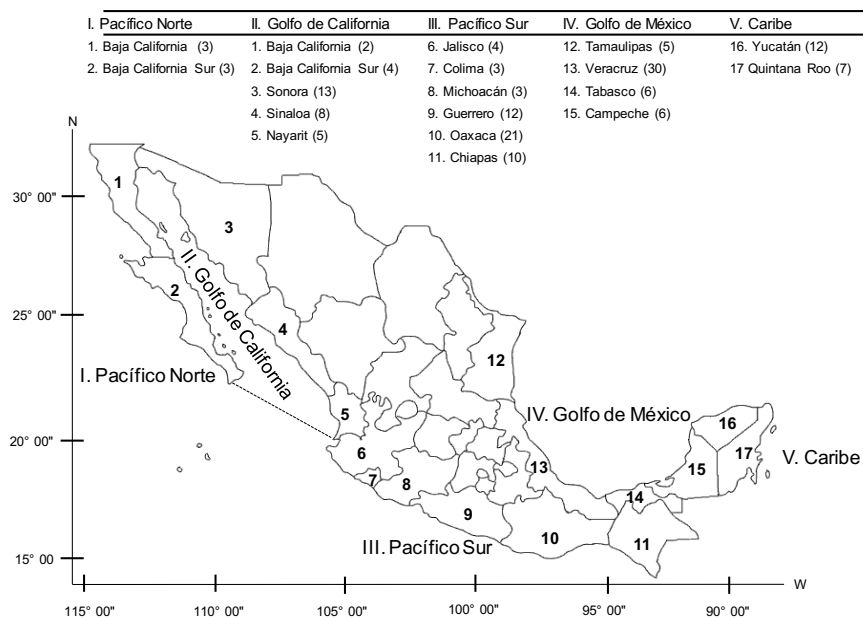 I. Pacífico Norte II. Golfo de California III. Pacífico Sur IV. Golfo de México V. Caribe
1. Baja California (3) 1. Baja California (2) 6. Jalisco (4) 12. Tamaulipas (5) 16. Yucatán (12)
2. Baja California Sur (3) 2. Baja California Sur (4) 7. Colima (3) 13. Veracruz (30) 17 Quintana Roo (7)
3. Sonora (13) 8. Michoacán (3) 14. Tabasco (6)
4. Sinaloa (8) 9. Guerrero (12) 15. Campeche (6)
5. Nayarit (5) 10. Oaxaca (21)
11. Chiapas (10)
N
30° 00"
25° 00"
20° 00"
15° 00"
1
3
2
II. Golfo de California
4
12
I. Pacífico Norte
5
IV. Golfo de México
16
6
13
17
V. Caribe
15
7
8
14
9
10
11
III. Pacífico Sur
W
115° 00" 110° 00" 105° 00" 100° 00" 95° 00" 90° 00"